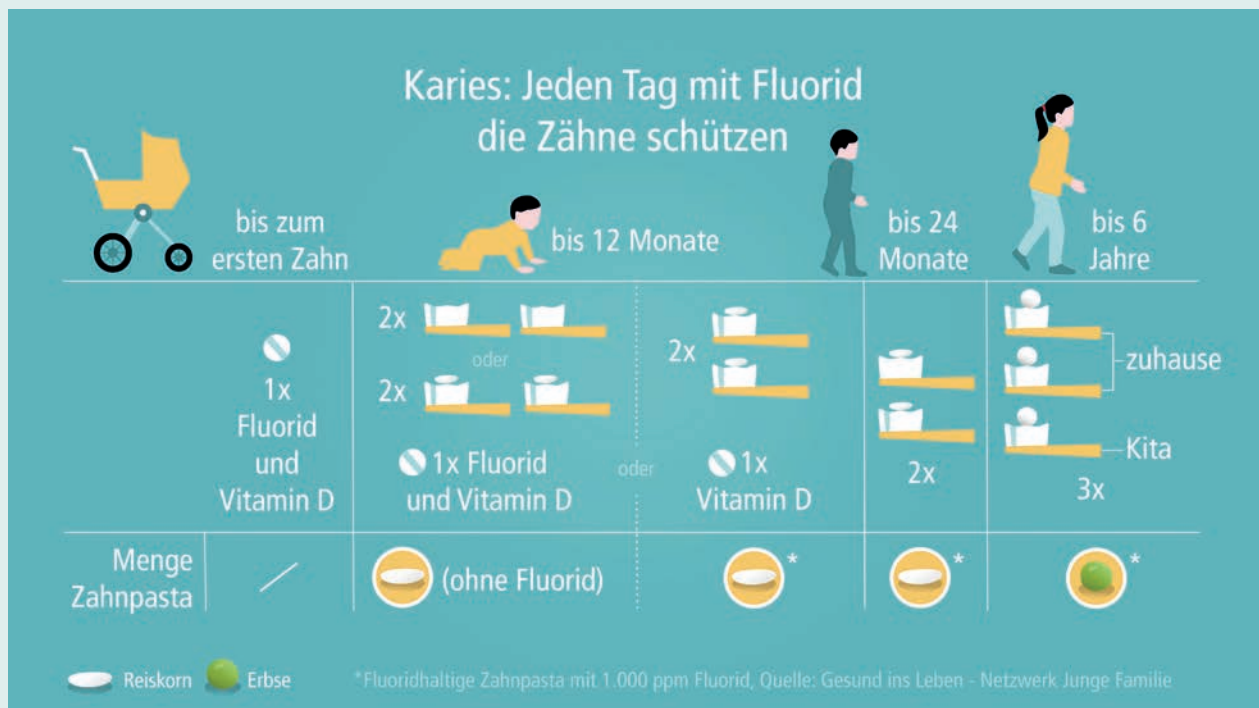 Karies: Jeden Tag mit Fluorid
die Zähne schützen
bis zum
ersten Zahn
bis 12 Monate
bis 24
Monate
bis 6
Jahre
1x
Fluorid
und
Vitamin D
2x
oder
2x
1x Fluorid
und Vitamin D
oder
2x
1x
Vitamin D
2x
zuhause
Kita
3x
Menge
Zahnpasta
(ohne Fluorid)
*
*
*
Reiskorn
Erbse
*Fluoridhaltige Zahnpasta mit 1.000 ppm Fluorid, Quelle: Gesund ins Leben - Netzwerk Junge Familie